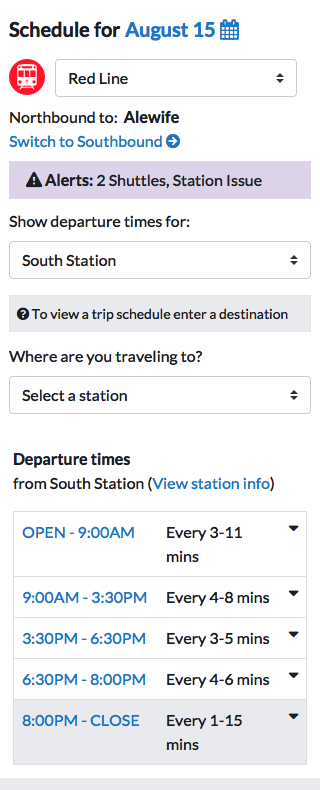 Schedule for August 15
Red Line
Northbound to: Alewife
Switch to Southbound
Alerts: 2 Shuttles, Station Issue
Show departure times for:
South Station
To view a trip schedule enter a destination
Where are you traveling to?
Select a station
Departure times
from South Station (View station info)
OPEN - 9:00AM Every 3-11
mins
9:00AM - 3:30PM Every 4-8 mins
3:30PM - 6:30PM Every 3-5 mins
6:30PM - 8:00PM Every 4-6 mins
8:00PM - CLOSE Every 1-15
mins